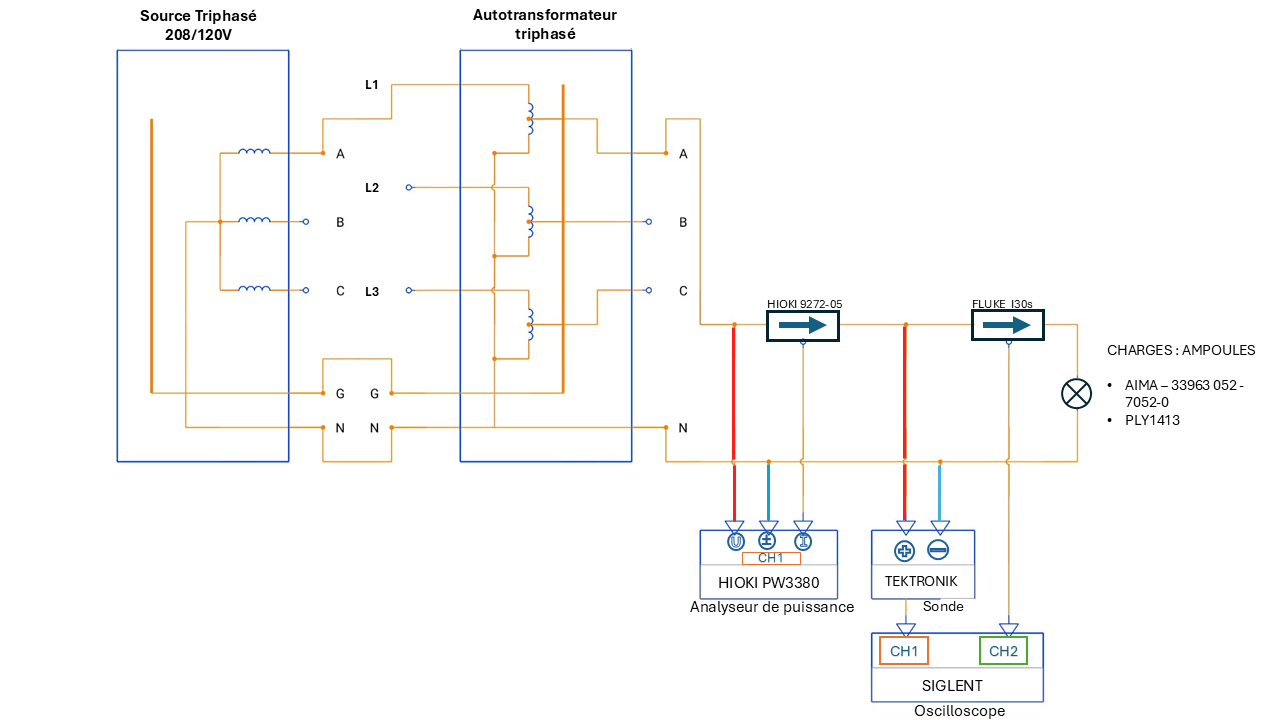 Source Triphasé
208/120V
Autotransformateur
triphasé
L1
A
A
L2
B
B
C
L3
C
HIOKI 9272-05
FLUKE I30s
CHARGES : AMPOULES
• AIMA – 33963 052 -
7052-0
• PLY1413
G
G
N
N
N
U
±
I
CH1
HIOKI PW3380
Analyseur de puissance
TEKTRONIK
Sonde
CH1
CH2
SIGLENT
Oscilloscope